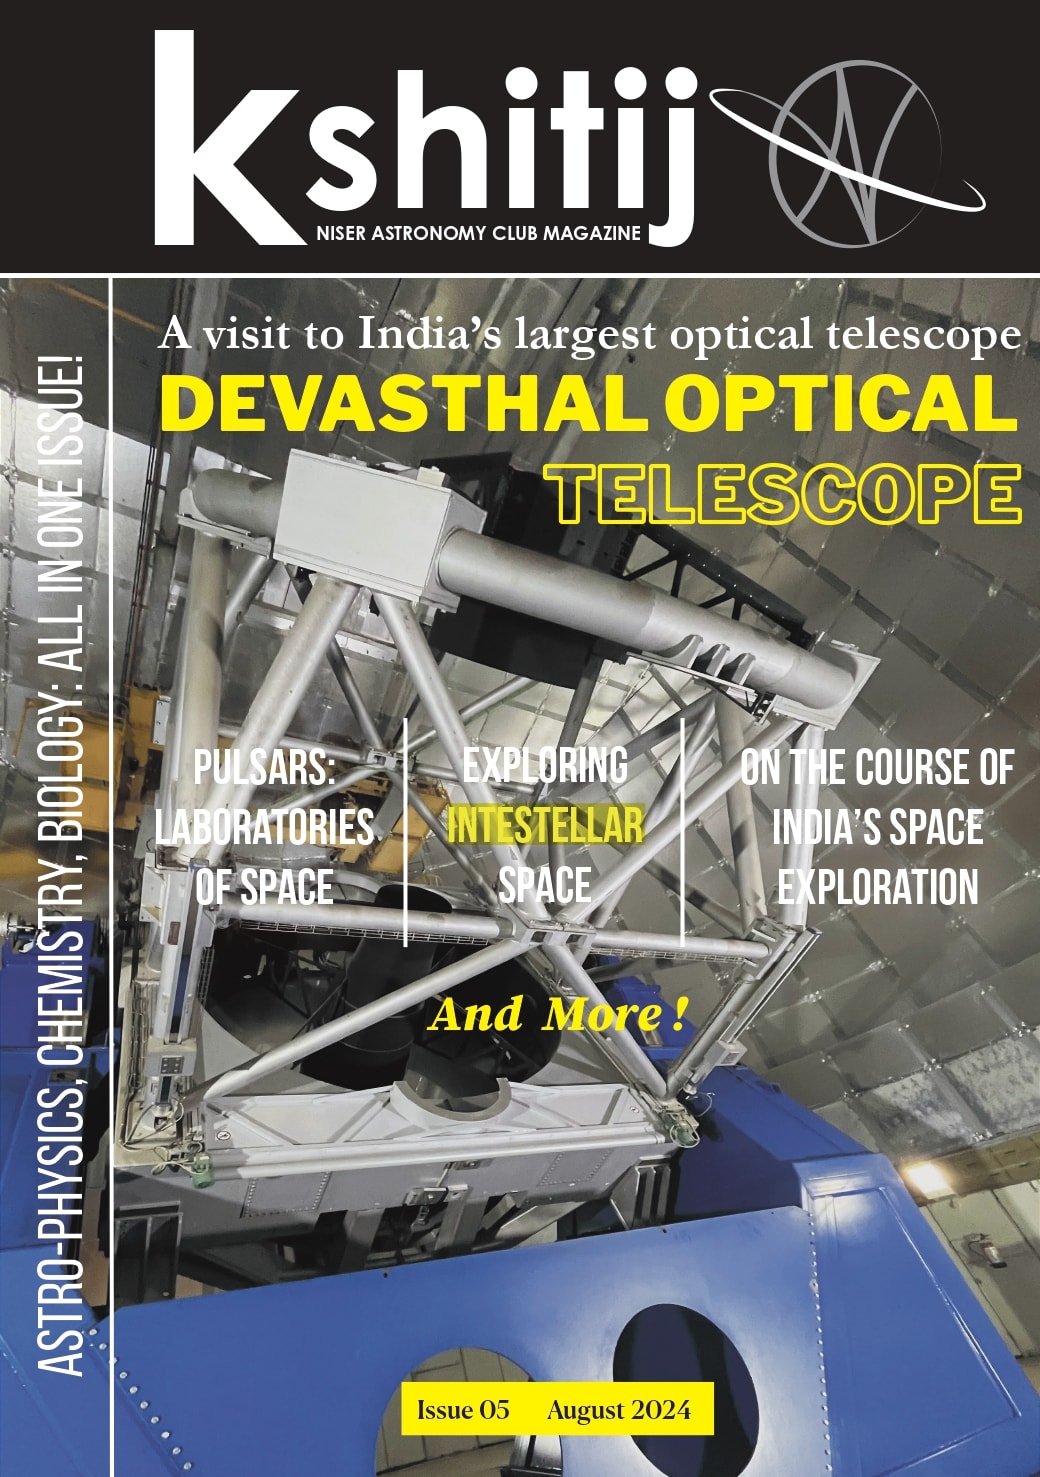 kshitij
NISER ASTRONOMY CLUB MAGAZINE
A visit to India's largest optical telescope
DEVASTHAL OPTICAL
TELESCOPE
ASTRO-PHYSICS, CHEMISTRY, BIOLOGY: ALL IN ONE ISSUE!
PULSARS:
LABORATORIES
OF SPACE
EXPLORING
INTESTELLAR
SPACE
ON THE COURSE OF
INDIA'S SPACE
EXPLORATION
And More !
Issue 05 August 2024